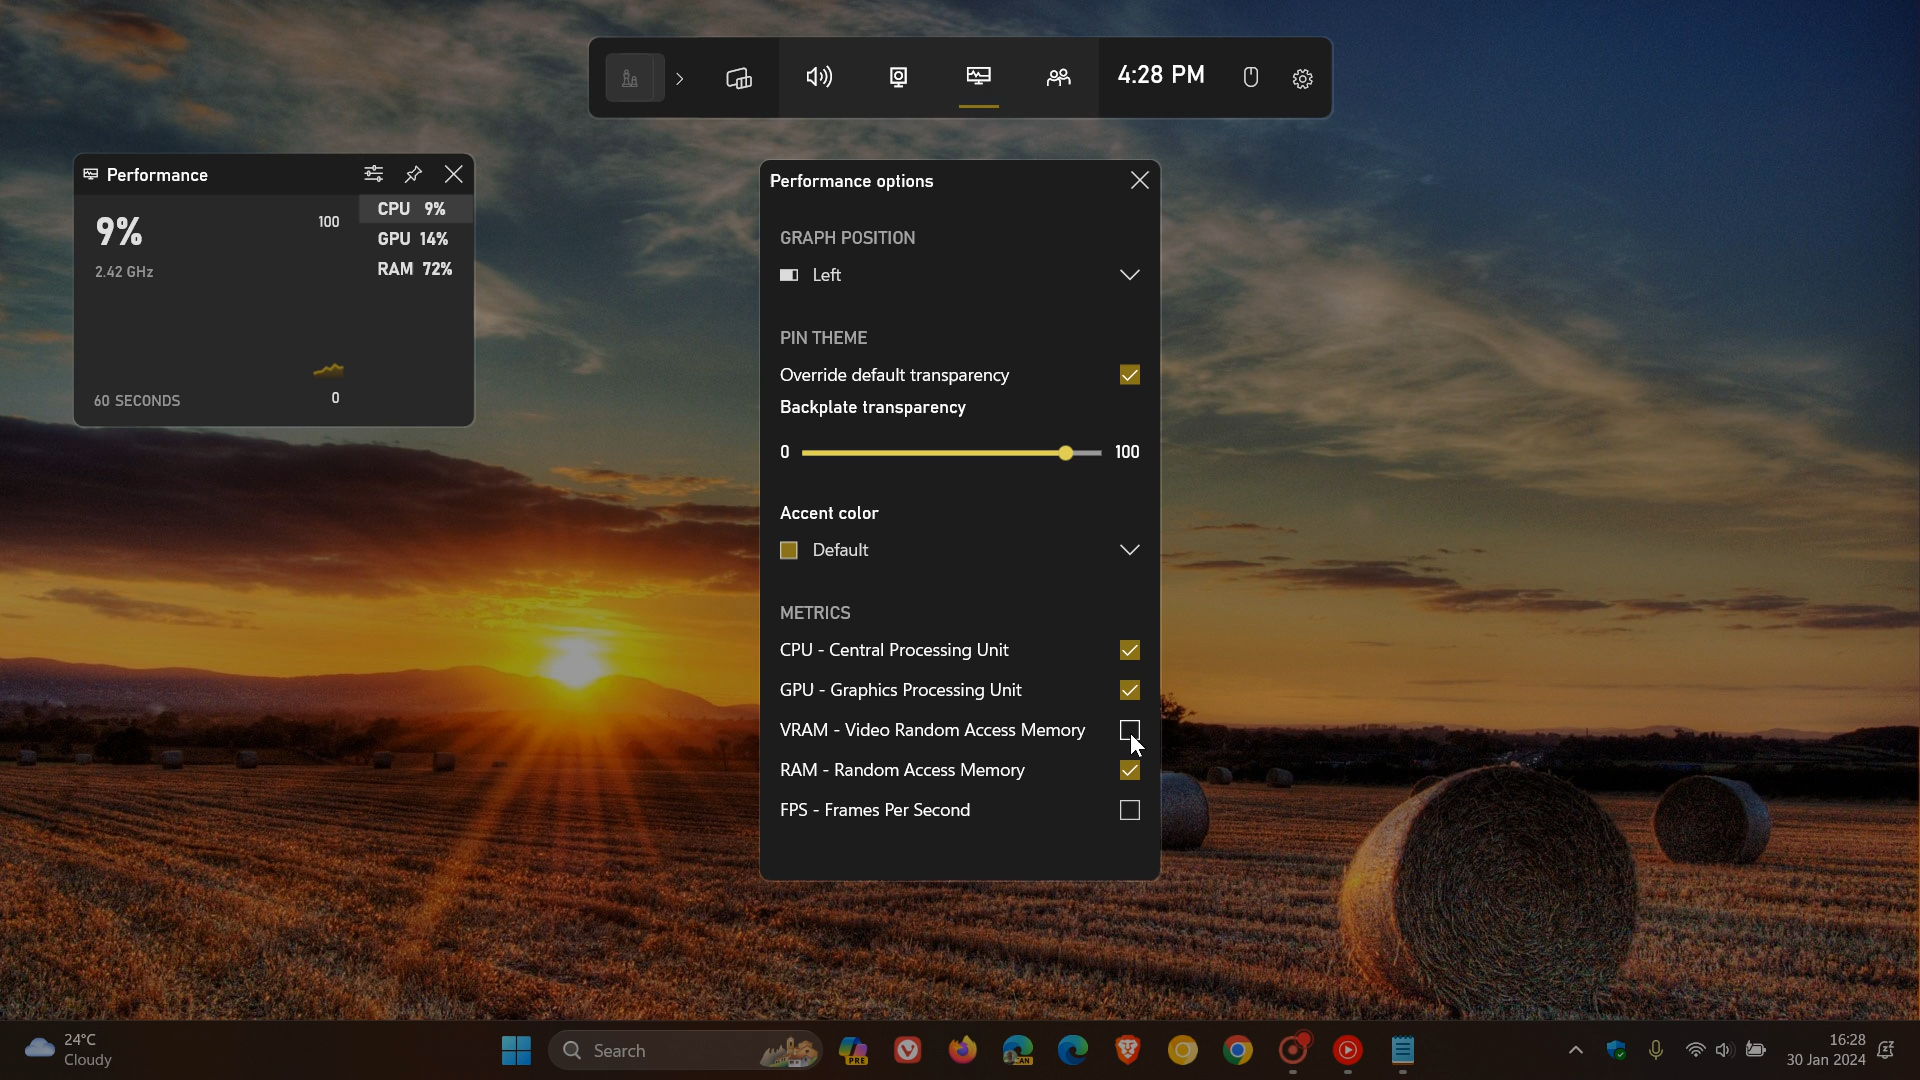 4:28 PM
Performance
9%
100
2.42 GHz
CPU 9%
GPU 14%
RAM 72%
60 SECONDS
0
Performance options
GRAPH POSITION
Left
PIN THEME
Override default transparency
Backplate transparency
0 100
Accent color
Default
METRICS
CPU - Central Processing Unit
GPU - Graphics Processing Unit
VRAM - Video Random Access Memory
RAM - Random Access Memory
FPS - Frames Per Second
24°C
Cloudy
Search
PRE
CAN
16:28
30 Jan 2024